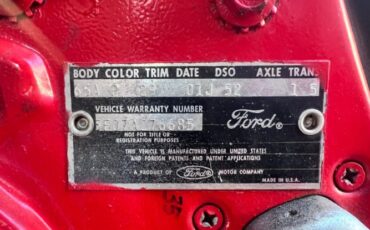 BODY COLOR TRIM DATE DSO AXLE TRANS.
VEHICLE WARRANTY NUMBER
Ford®
NOT FOR TITLE OR
REGISTRATION PURPOSES
THIS VEHICLE IS MANUFACTURED UNDER UNITED STATES
AND FOREIGN PATENTS AND PATENT APPLICATIONS
A PRODUCT OF Ford® MOTOR COMPANY
MADE IN U.S.A.
35